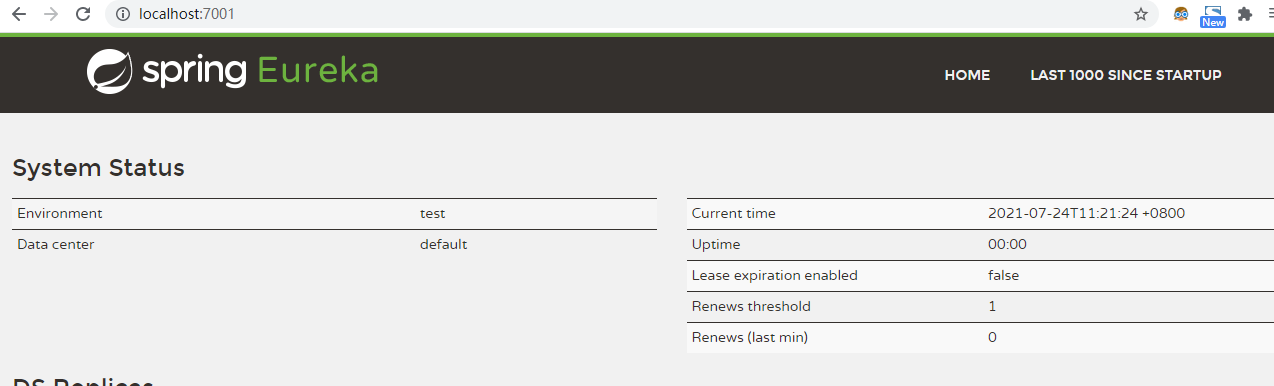 localhost:7001
New
spring Eureka
HOME
LAST 1000 SINCE STARTUP
System Status
Environment test
Data center default
Current time 2021-07-24T11:21:24 +0800
Uptime 00:00
Lease expiration enabled false
Renews threshold 1
Renews (last min) 0
DS Replicas